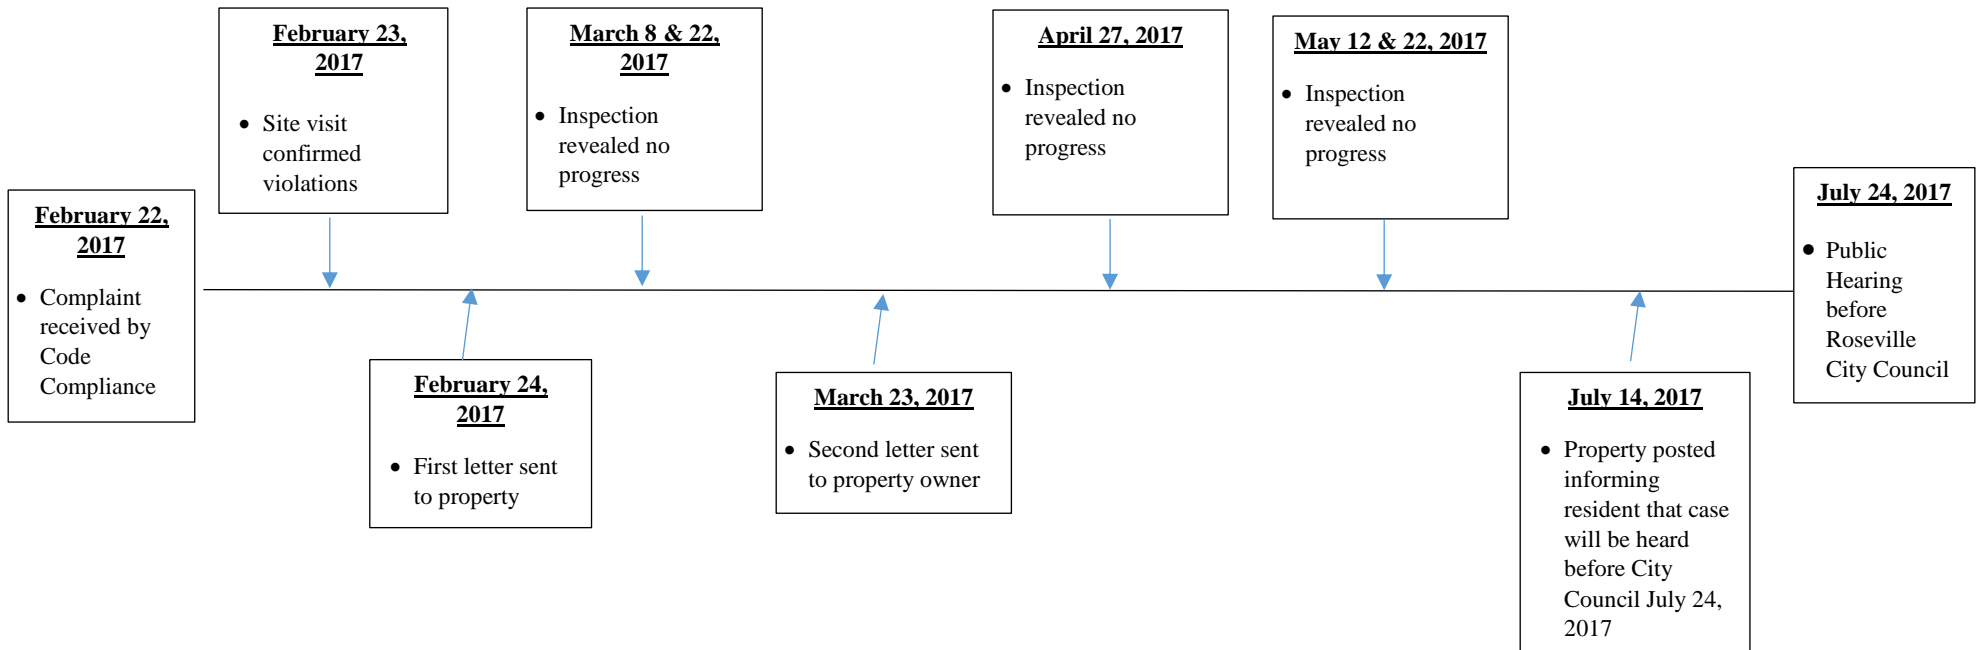 February 22,
2017
• Complaint
received by
Code
Compliance
February 23,
2017
• Site visit
confirmed
violations
February 24,
2017
• First letter sent
to property
March 8 & 22,
2017
• Inspection
revealed no
progress
March 23, 2017
• Second letter sent
to property owner
April 27, 2017
• Inspection
revealed no
progress
May 12 & 22, 2017
• Inspection
revealed no
progress
July 14, 2017
• Property posted
informing
resident that case
will be heard
before City
Council July 24,
2017
July 24, 2017
• Public
Hearing
before
Roseville
City Council